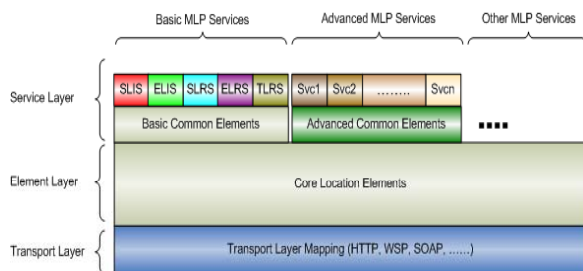 Basic MLP Services Advanced MLP Services Other MLP Services
Service Layer
SLIS ELIS SLRS ELRS TLRS Svc1 Svc2 ........ Svcn
Basic Common Elements Advanced Common Elements
Element Layer
Core Location Elements
Transport Layer
Transport Layer Mapping (HTTP, WSP, SOAP, ......)